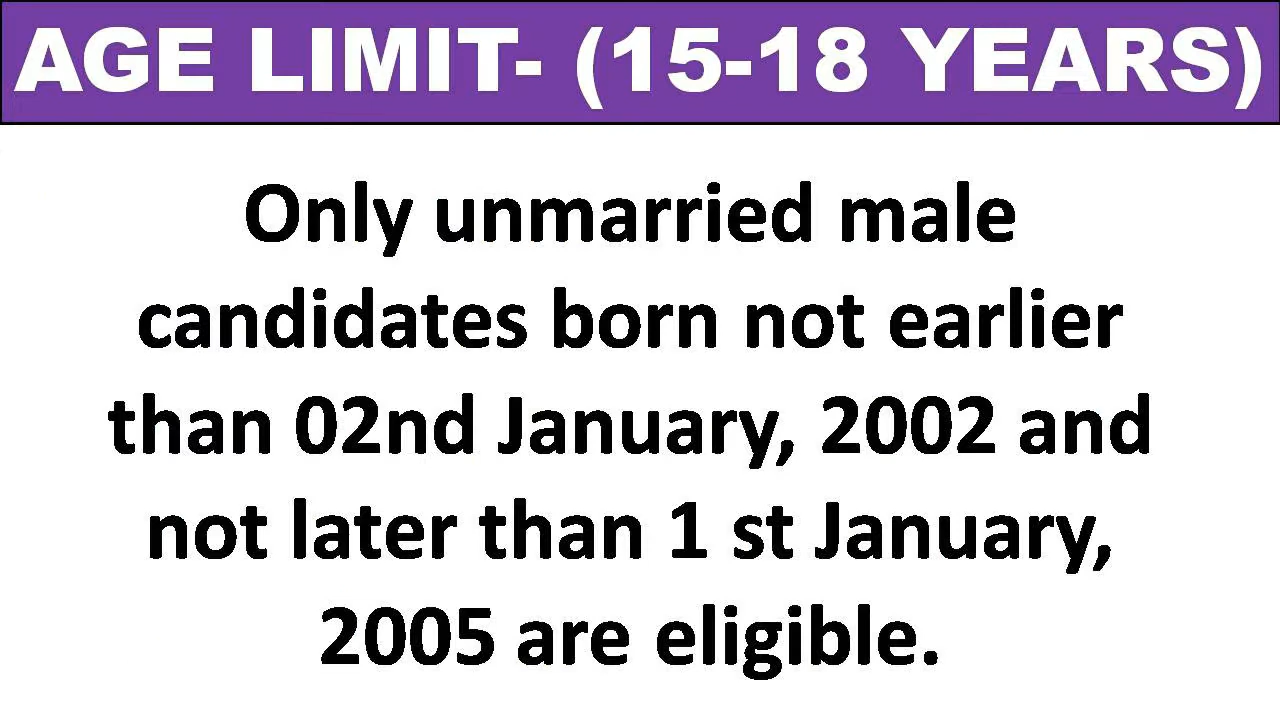 AGE LIMIT- (15-18 YEARS)
Only unmarried male
candidates born not earlier
than 02nd January, 2002 and
not later than 1 st January,
2005 are eligible.